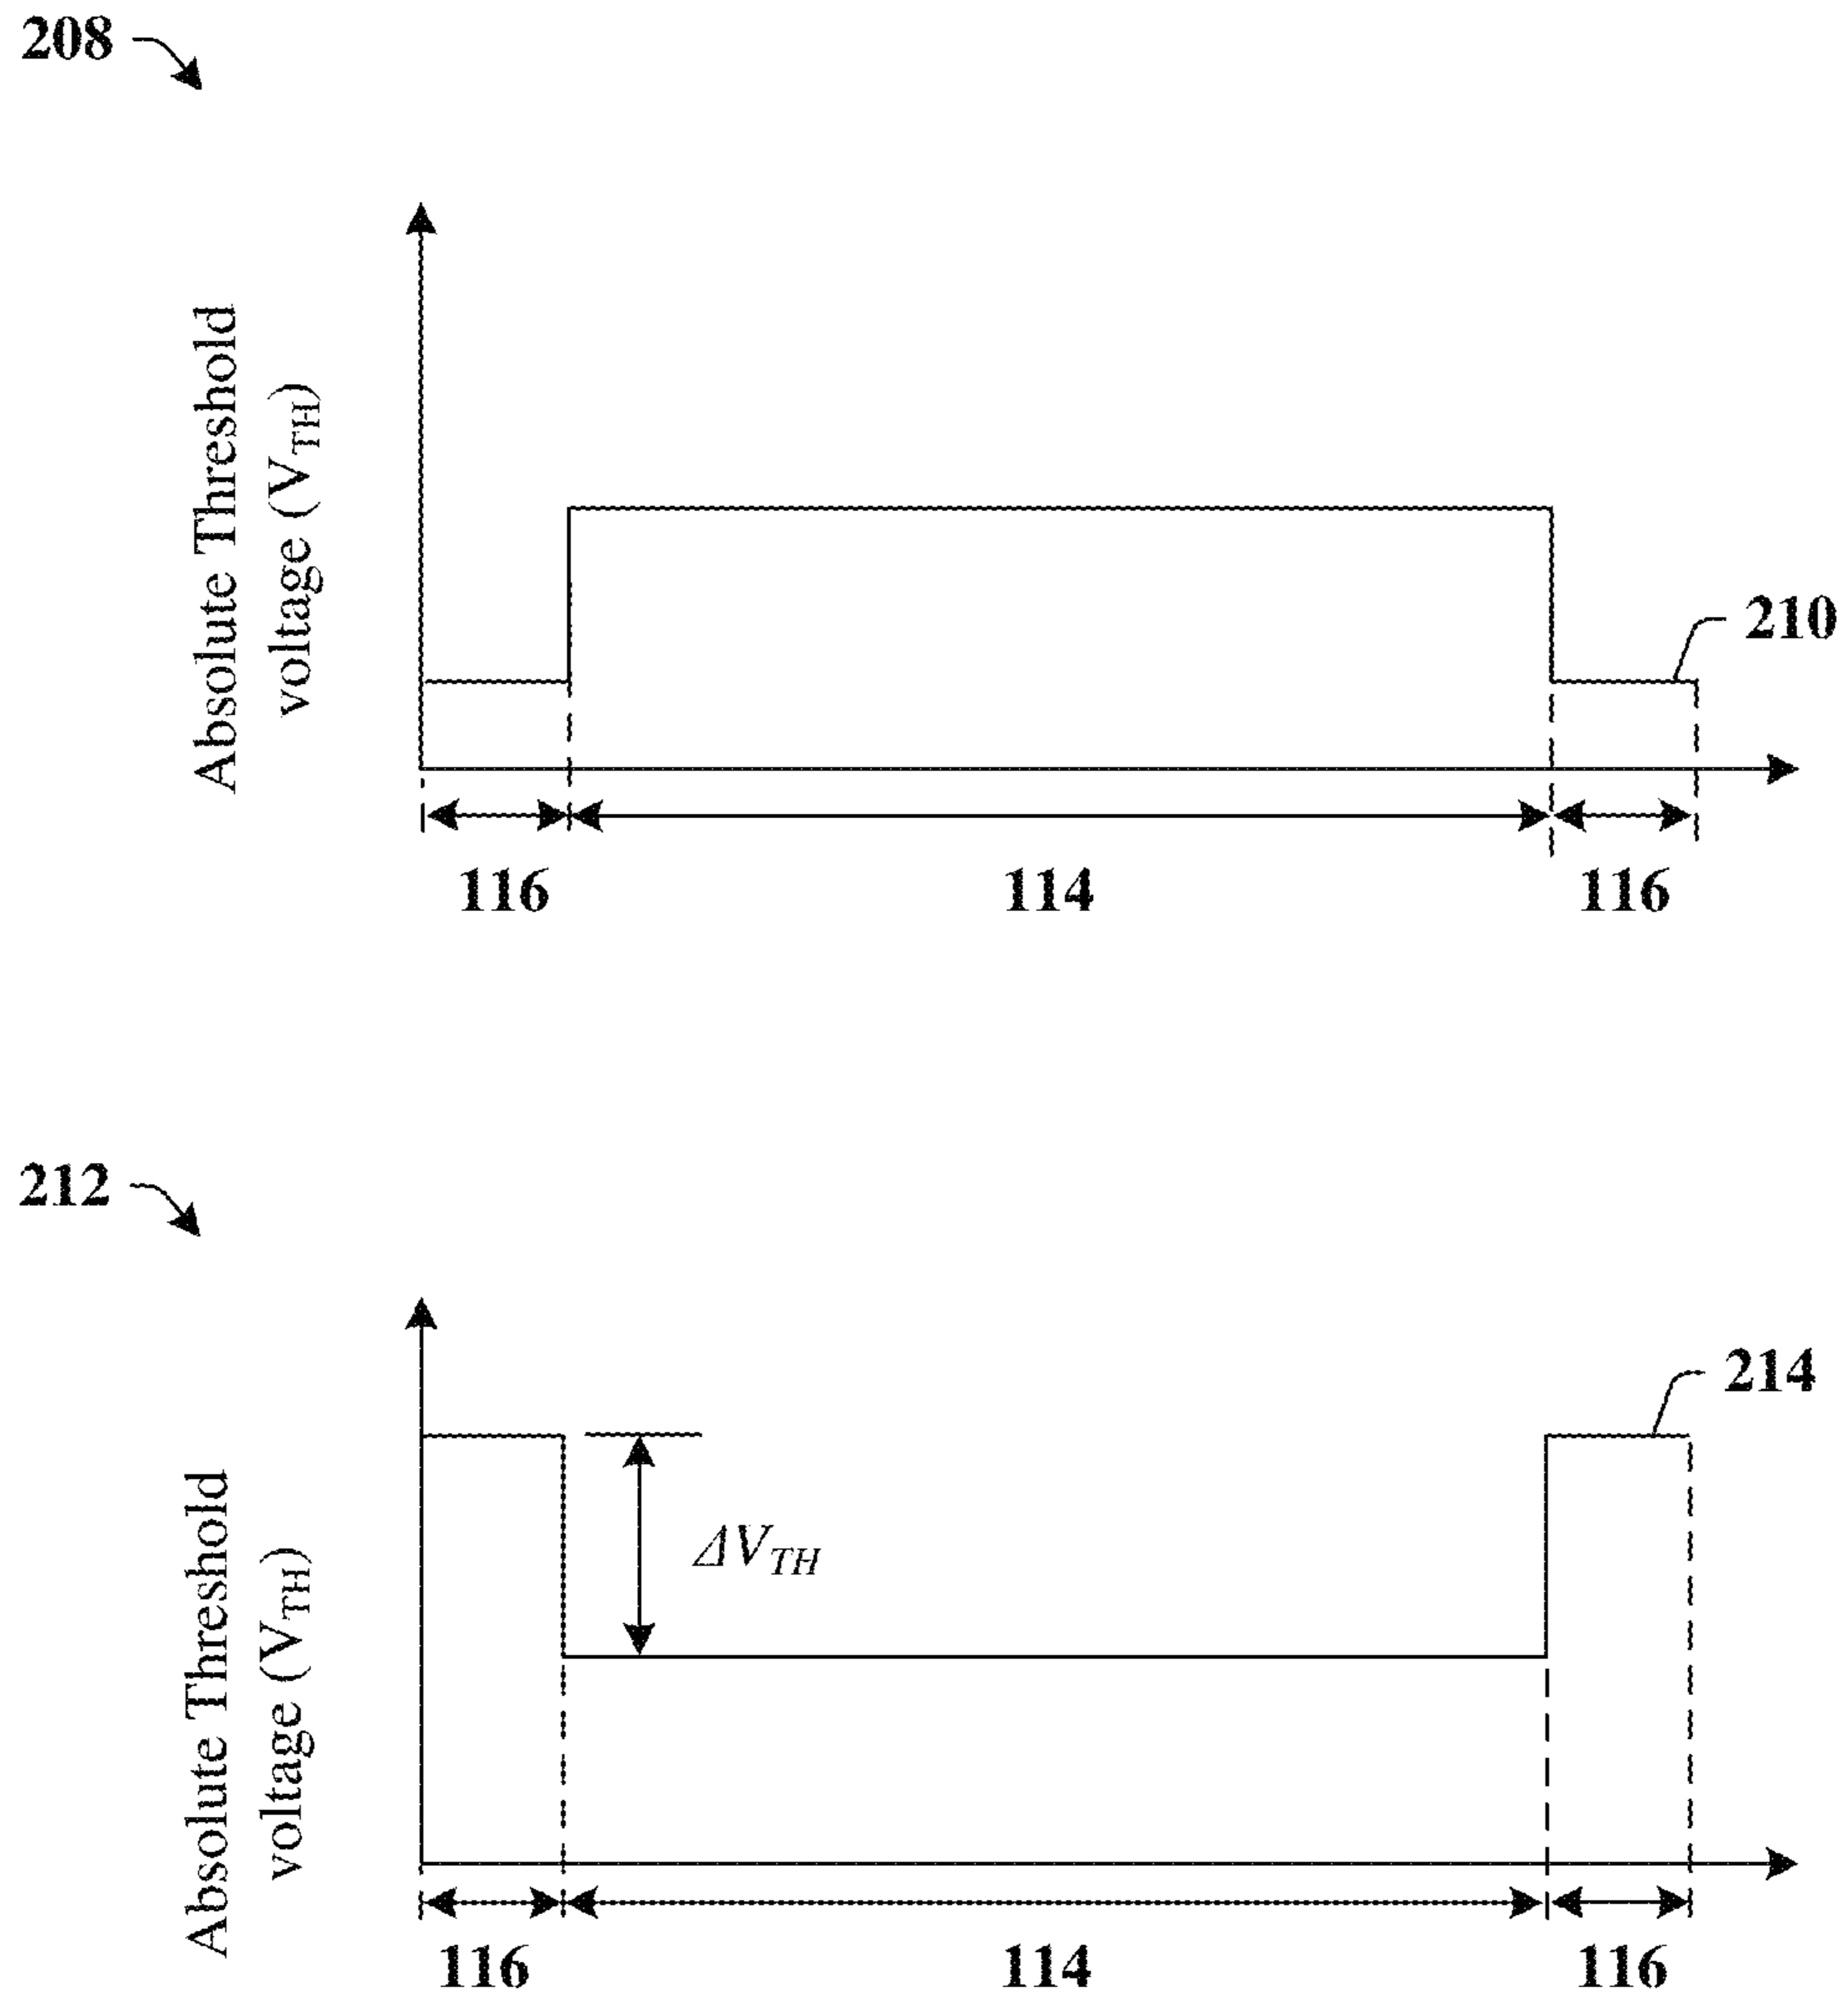 208
Absolute Threshold
voltage (VTH)
210
116 114 116
212
214
Absolute Threshold
voltage (VTH)
ΔVTH
116 114 116